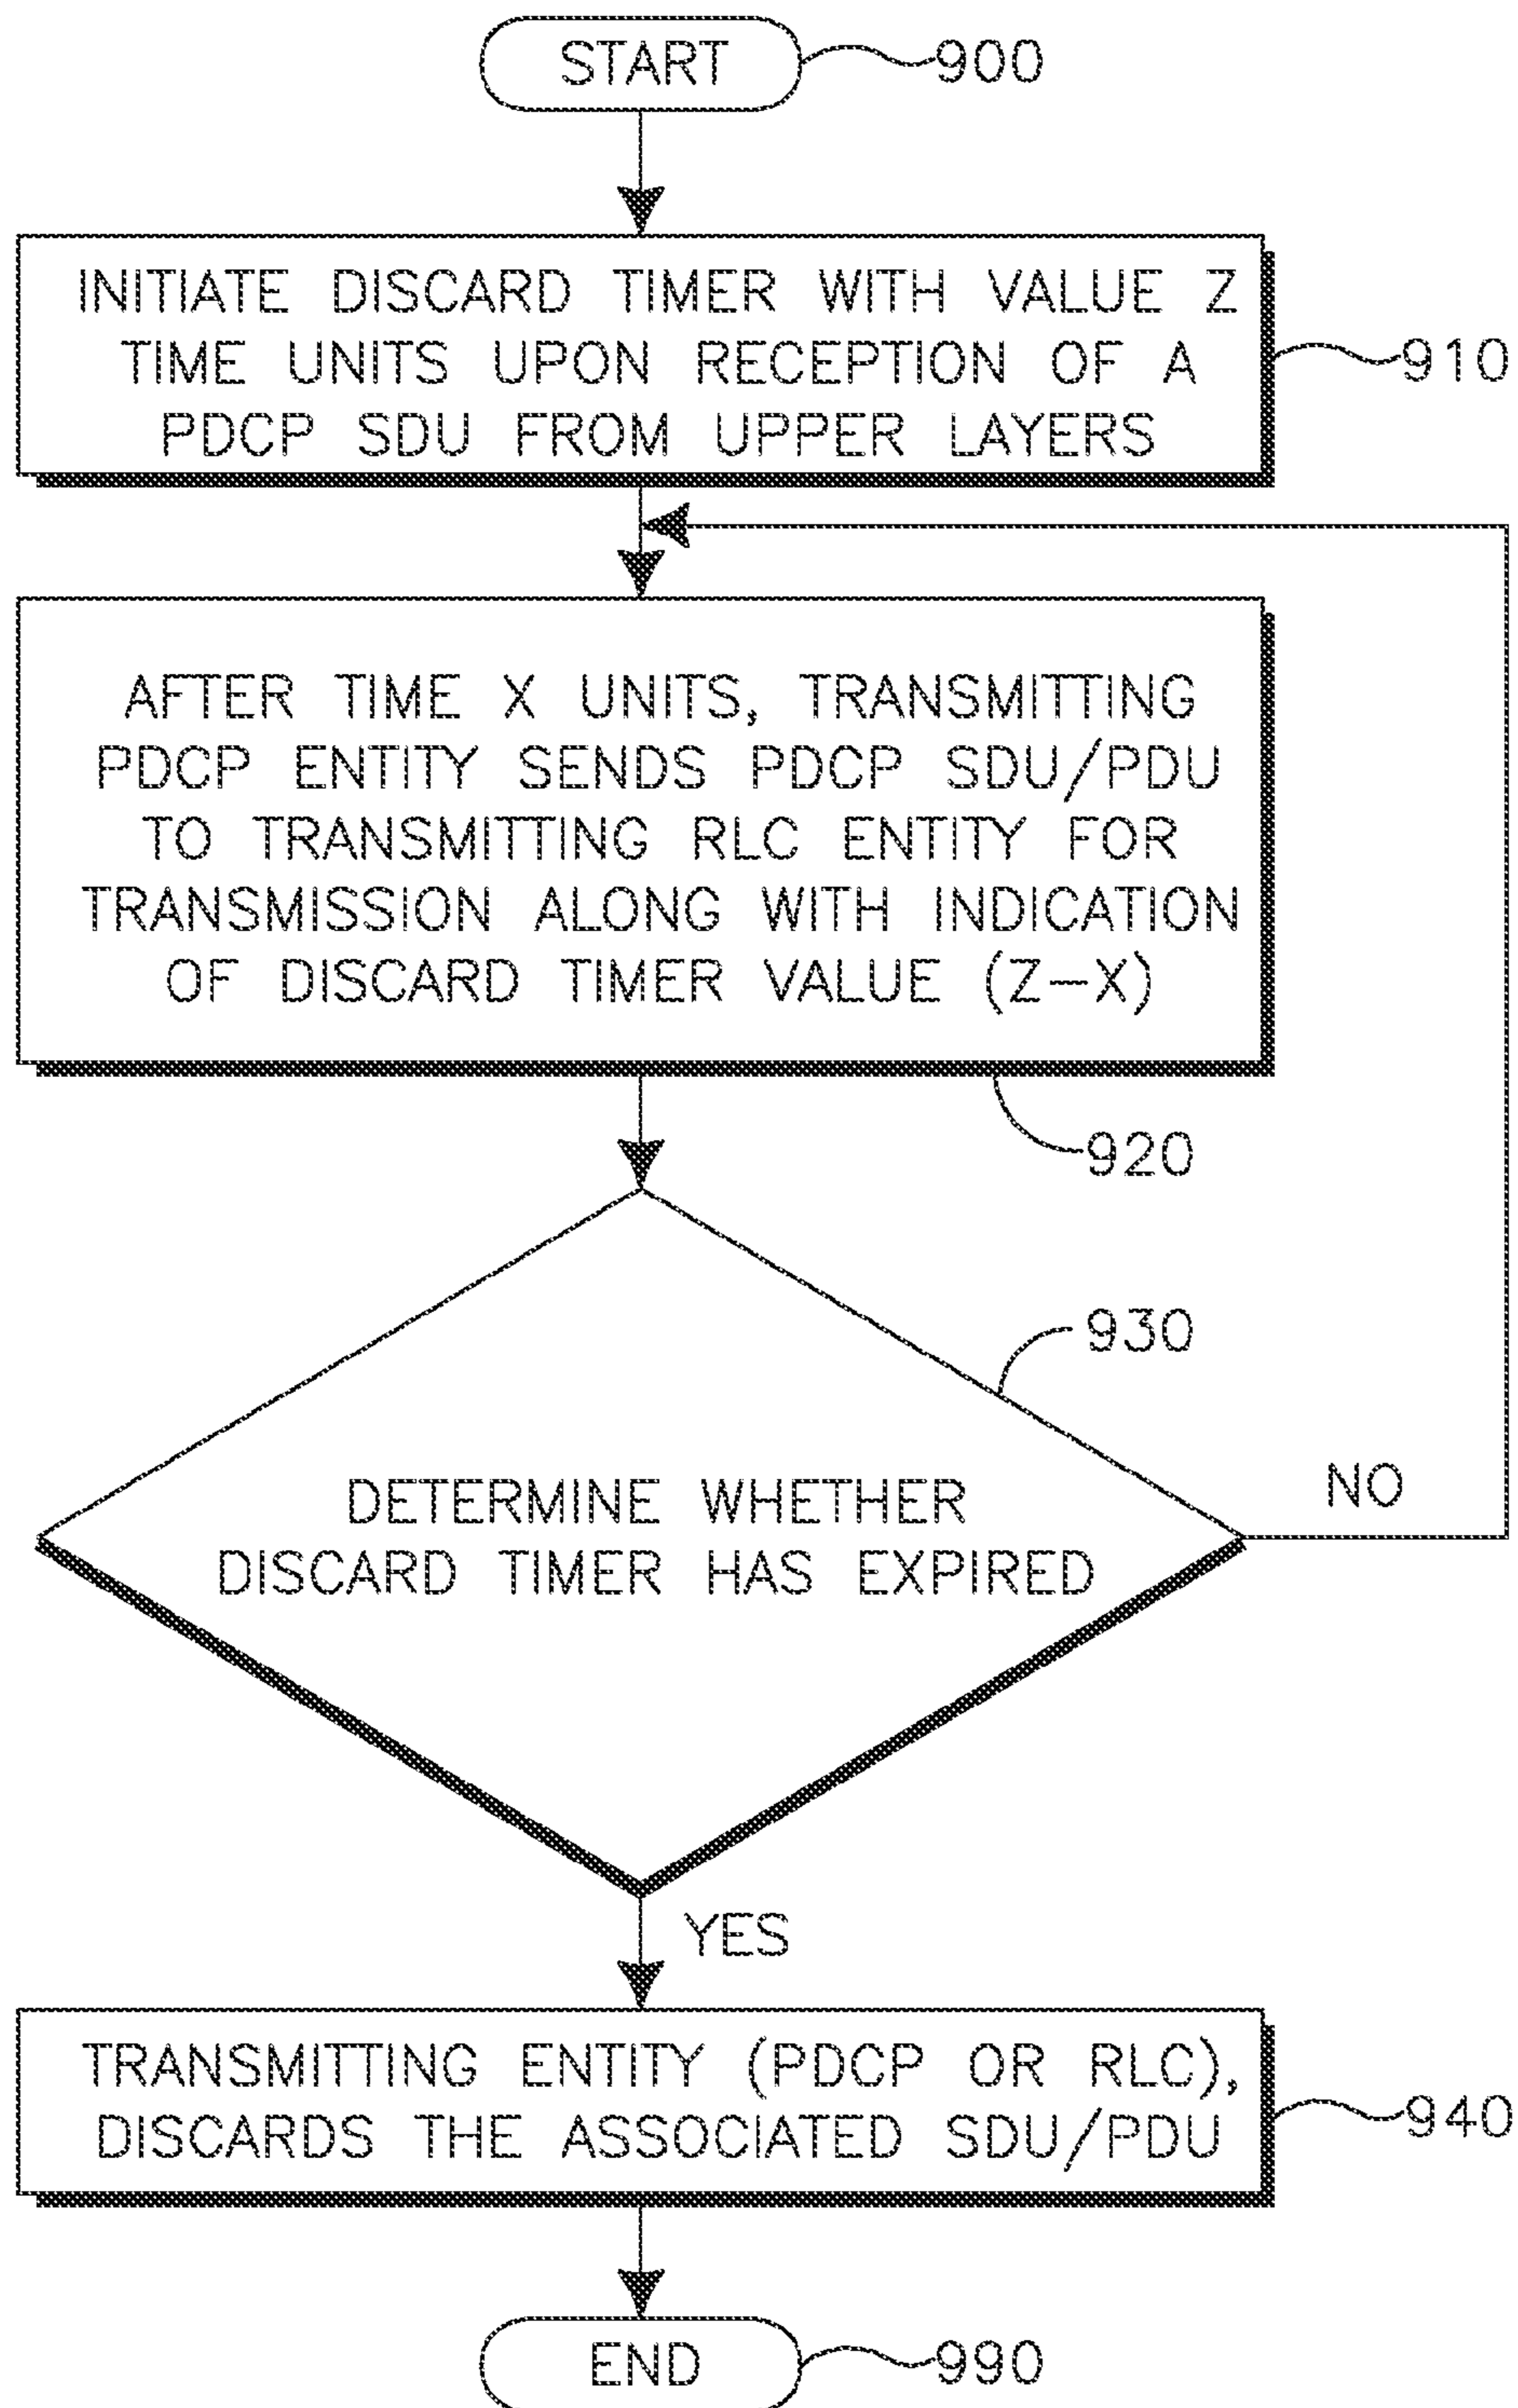 START
900
INITIATE DISCARD TIMER WITH VALUE Z
TIME UNITS UPON RECEPTION OF A
PDCP SDU FROM UPPER LAYERS
910
AFTER TIME X UNITS, TRANSMITTING
PDCP ENTITY SENDS PDCP SDU/PDU
TO TRANSMITTING RLC ENTITY FOR
TRANSMISSION ALONG WITH INDICATION
OF DISCARD TIMER VALUE (Z-X)
920
930
DETERMINE WHETHER
DISCARD TIMER HAS EXPIRED
NO
YES
TRANSMITTING ENTITY (PDCP OR RLC),
DISCARDS THE ASSOCIATED SDU/PDU
940
END
990